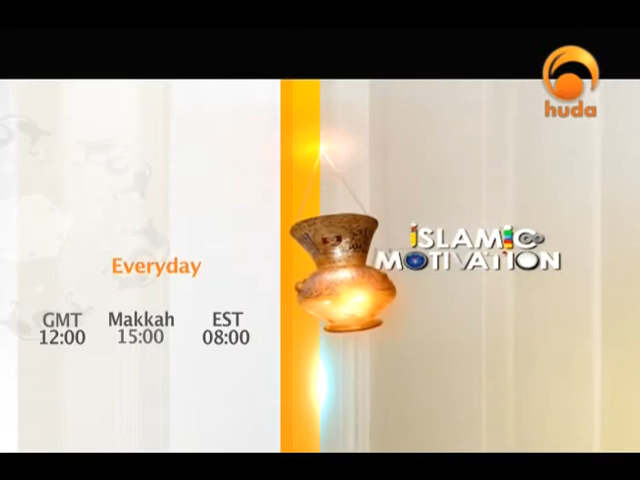 huda
Everyday
GMT Makkah EST
12:00 15:00 08:00
ISLAMIC
MOTIVATION